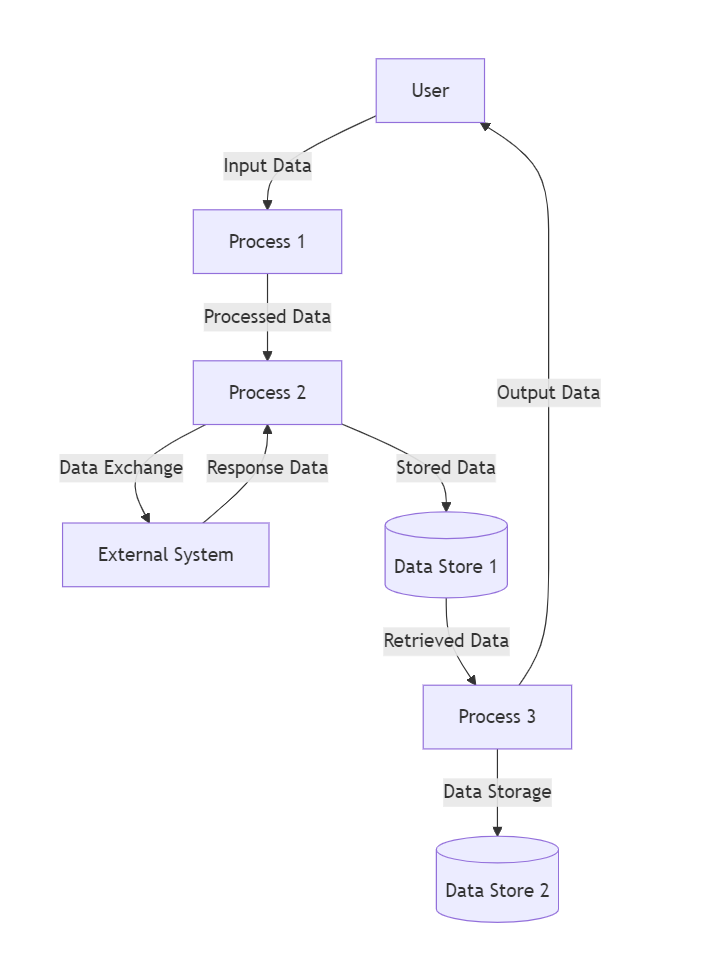 User
Input Data
Process 1
Processed Data
Process 2
Output Data
Data Exchange
Response Data
Stored Data
External System
Data Store 1
Retrieved Data
Process 3
Data Storage
Data Store 2